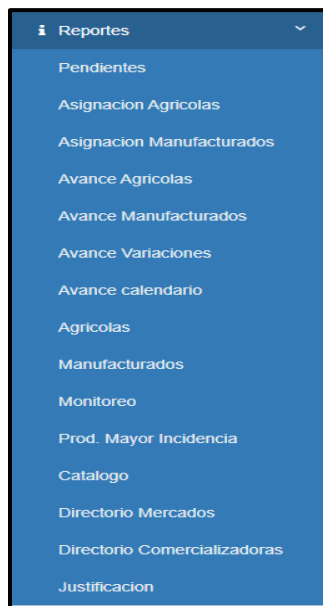 Reportes
Pendientes
Asignacion Agricolas
Asignacion Manufacturados
Avance Agricolas
Avance Manufacturados
Avance Variaciones
Avance calendario
Agricolas
Manufacturados
Monitoreo
Prod. Mayor Incidencia
Catalogo
Directorio Mercados
Directorio Comercializadoras
Justificacion